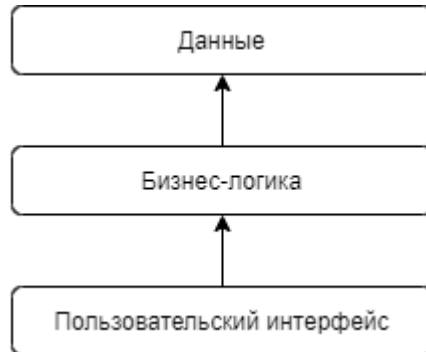 Данные
Бизнес-логика
Пользовательский интерфейс